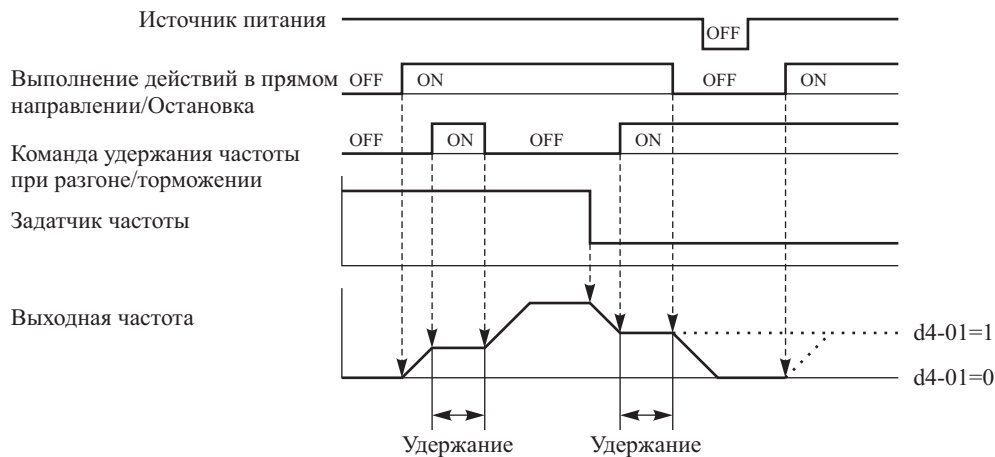 Источник питания
OFF
Выполнение действий в прямом
направлении/Остановка
OFF
ON
OFF
ON
Команда удержания частоты
при разгоне/торможении
OFF
ON
OFF
ON
Задатчик частоты
Выходная частота
d4-01=1
d4-01=0
Удержание
Удержание